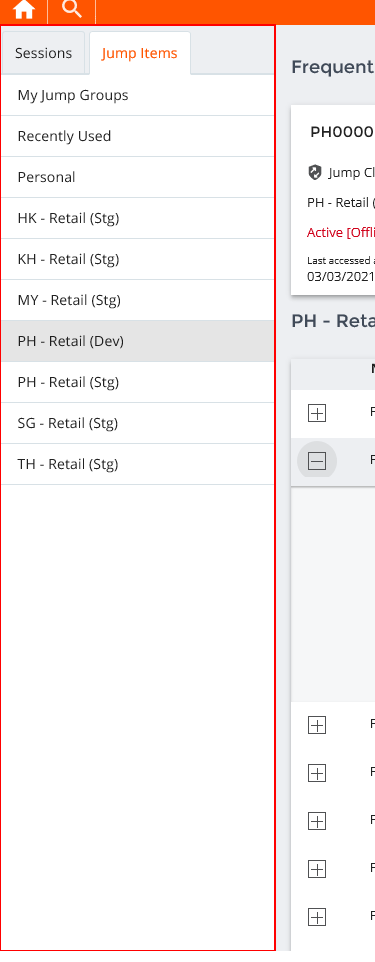 Sessions
Jump Items
My Jump Groups
Recently Used
Personal
HK - Retail (Stg)
KH - Retail (Stg)
MY - Retail (Stg)
PH - Retail (Dev)
PH - Retail (Stg)
SG - Retail (Stg)
TH - Retail (Stg)
Frequent
PH0000
Jump Cl
PH - Retail (
Active [Offli
Last accessed a
03/03/2021
PH - Reta